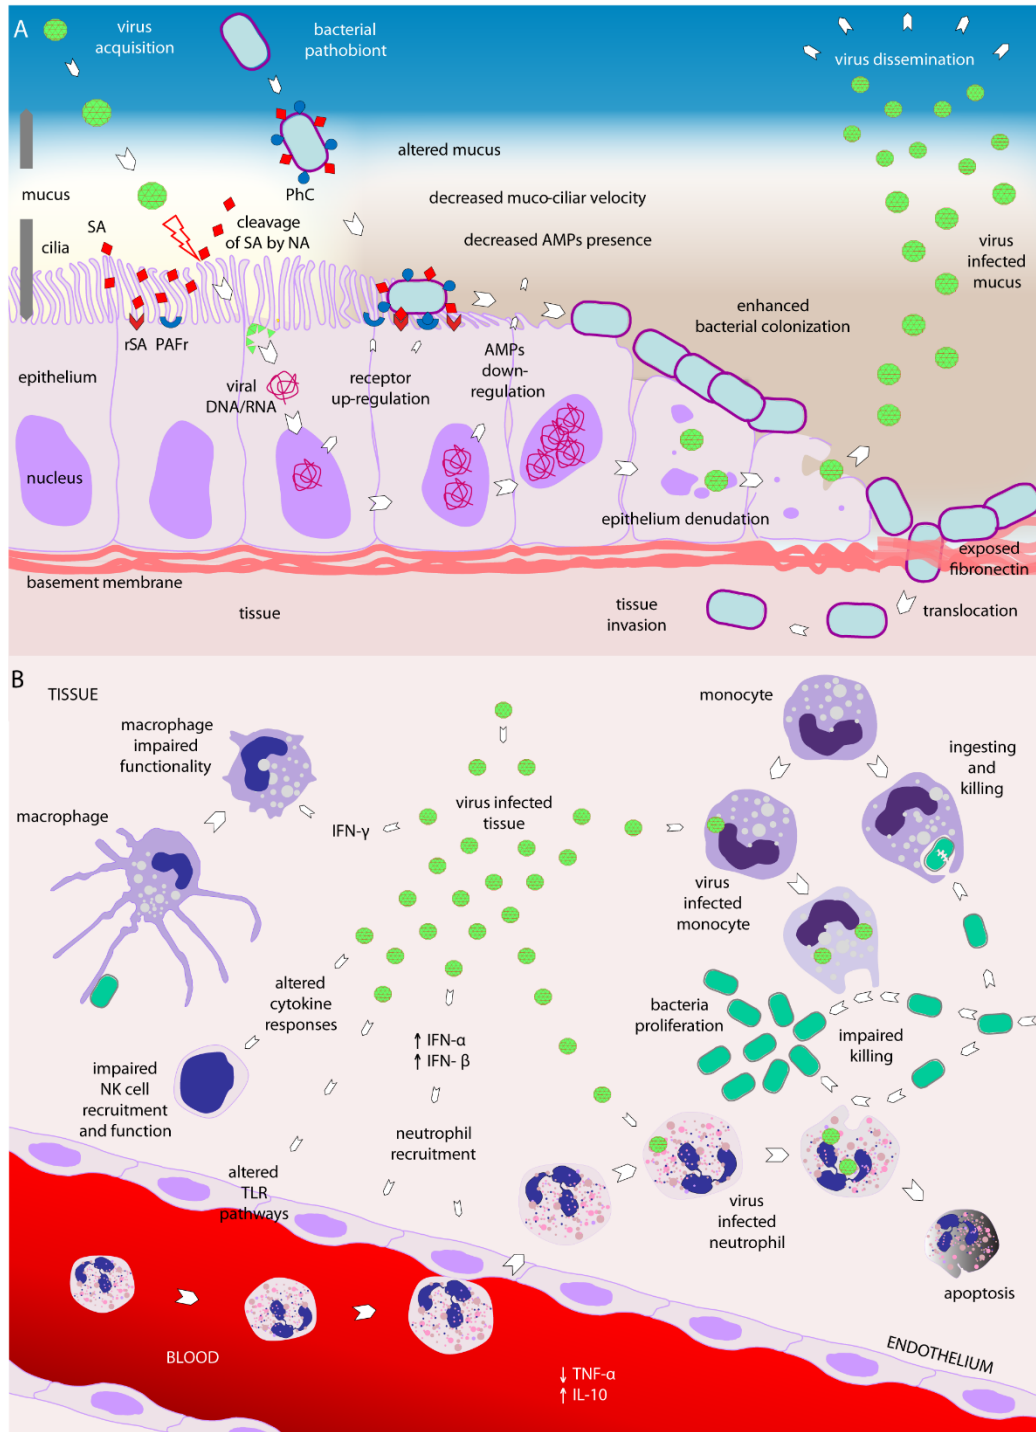 A
virus
acquisition
bacterial
pathobiont
virus dissemination
altered mucus
mucus
PhC
decreased muco-ciliar velocity
SA
cleavage
of SA by NA
cilia
decreased AMPs presence
virus
infected
mucus
enhanced
bacterial colonization
rSA
PAFr
epithelium
viral
DNA/RNA
receptor
up-regulation
AMPs
down-
regulation
nucleus
epithelium denudation
exposed
fibronectin
basement membrane
tissue
tissue
invasion
translocation
B
TISSUE
macrophage
impaired
functionality
monocyte
ingesting
and
killing
macrophage
IFN-γ
virus infected
tissue
virus
infected
monocyte
altered
cytokine
responses
bacteria
proliferation
impaired
killing
↑ IFN-α
↑ IFN- β
impaired
NK cell
recruitment
and function
neutrophil
recruitment
altered
TLR
pathways
virus
infected
neutrophil
apoptosis
BLOOD
↓ TNF-α
↑ IL-10
ENDOTHELIUM